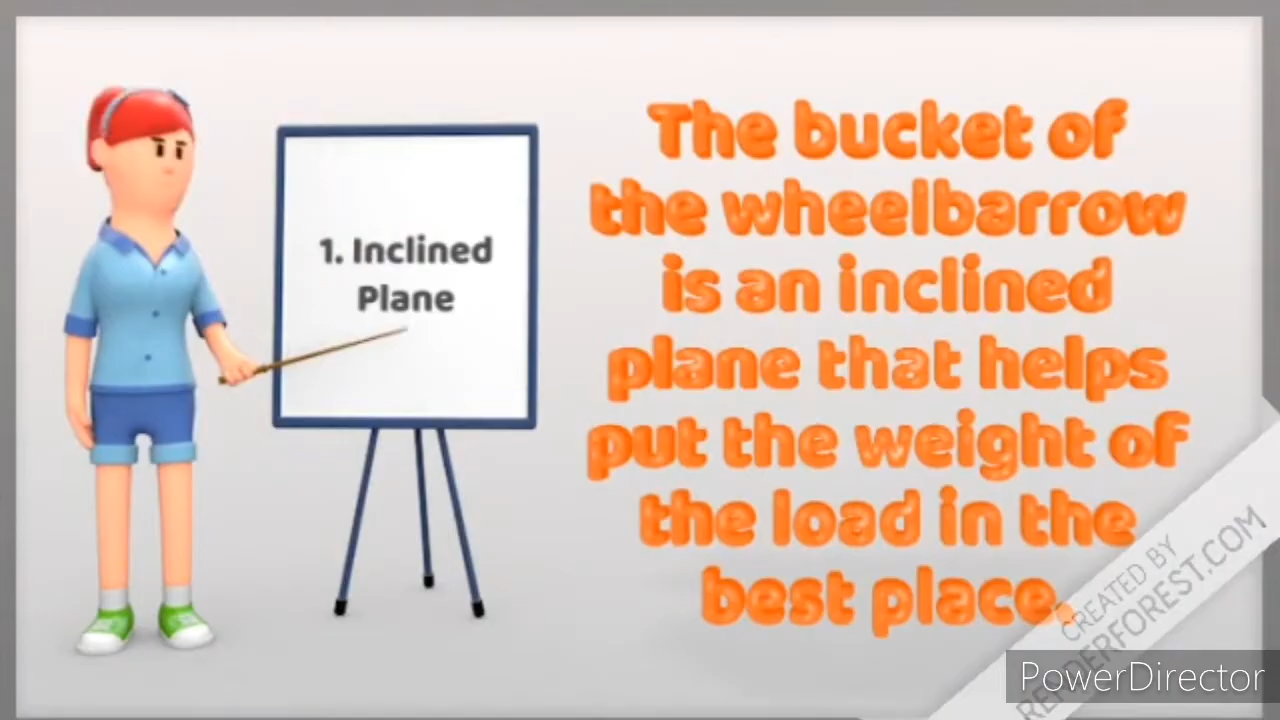 1. Inclined
Plane
The bucket of
the wheelbarrow
is an inclined
plane that helps
put the weight of
the load in the
best place.
CREATED BY
RENDERFOREST.COM
PowerDirector